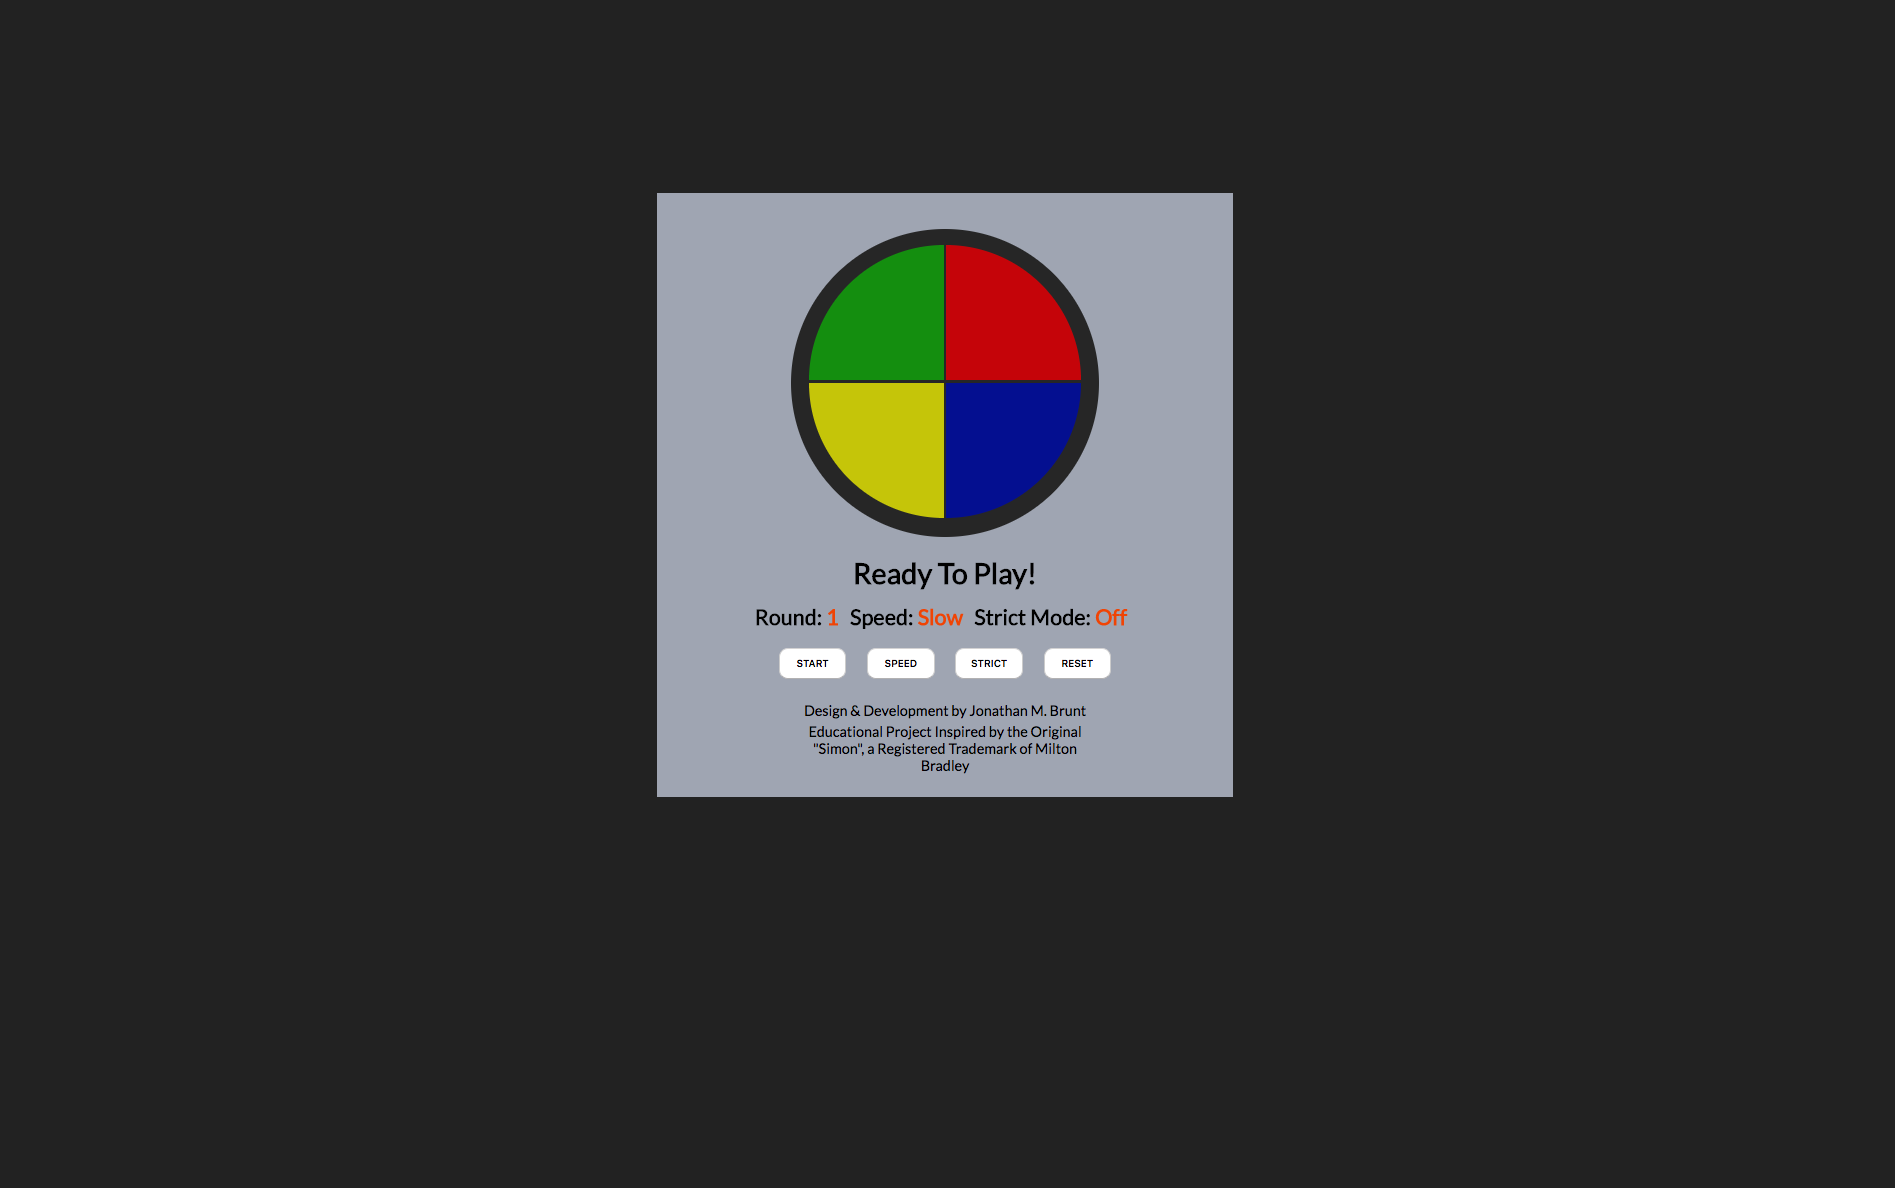 Ready To Play!
Round: 1 Speed: Slow Strict Mode: Off
START SPEED STRICT RESET
Design & Development by Jonathan M. Brunt
Educational Project Inspired by the Original
"Simon", a Registered Trademark of Milton
Bradley